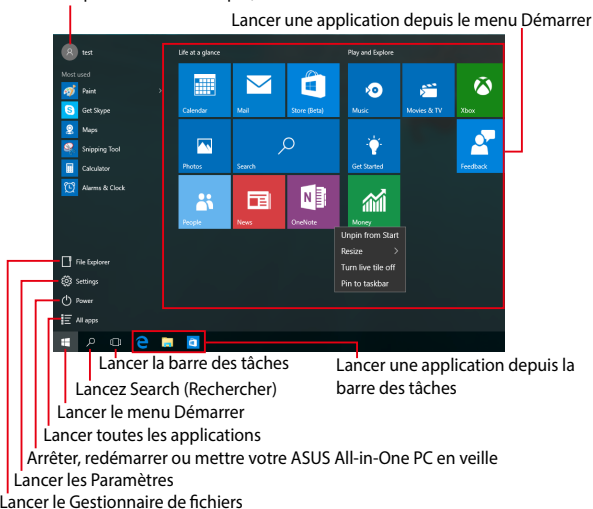 Lancer une application depuis le menu Démarrer
test
Life at a glance
Play and Explore
Most used
Paint
Get Skype
Maps
Snipping Tool
Calculator
Alarms & Clock
Calendar
Mail
Store (Beta)
Music
Movies & TV
Xbox
Photos
Search
Get Started
Feedback
People
News
OneNote
Money
Unpin from Start
Resize
Turn live tile off
Pin to taskbar
File Explorer
Settings
Power
All apps
Lancer la barre des tâches
Lancer une application depuis la
barre des tâches
Lancez Search (Rechercher)
Lancer le menu Démarrer
Lancer toutes les applications
Arrêter, redémarrer ou mettre votre ASUS All-in-One PC en veille
Lancer les Paramètres
Lancer le Gestionnaire de fichiers